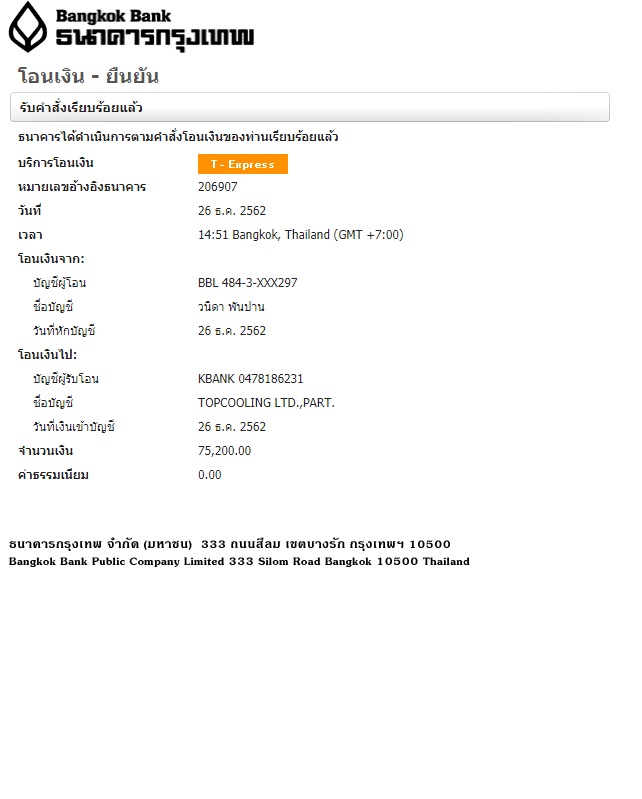 Bangkok Bank
ธนาคารกรุงเทพ
โอนเงิน - ยืนยัน
รับคำสั่งเรียบร้อยแล้ว
ธนาคารได้ดำเนินการตามคำสั่งโอนเงินของท่านเรียบร้อยแล้ว
บริการโอนเงิน T - Express
หมายเลขอ้างอิงธนาคาร 206907
วันที่ 26 ธ.ค. 2562
เวลา 14:51 Bangkok, Thailand (GMT +7:00)
โอนเงินจาก:
บัญชีผู้โอน BBL 484-3-XXX297
ชื่อบัญชี วนิดา พันปาน
วันที่หักบัญชี 26 ธ.ค. 2562
โอนเงินไป:
บัญชีผู้รับโอน KBANK 0478186231
ชื่อบัญชี TOPCOOLING LTD.,PART.
วันที่เงินเข้าบัญชี 26 ธ.ค. 2562
จำนวนเงิน 75,200.00
ค่าธรรมเนียม 0.00
ธนาคารกรุงเทพ จำกัด (มหาชน) 333 ถนนสีลม เขตบางรัก กรุงเทพฯ 10500
Bangkok Bank Public Company Limited 333 Silom Road Bangkok 10500 Thailand